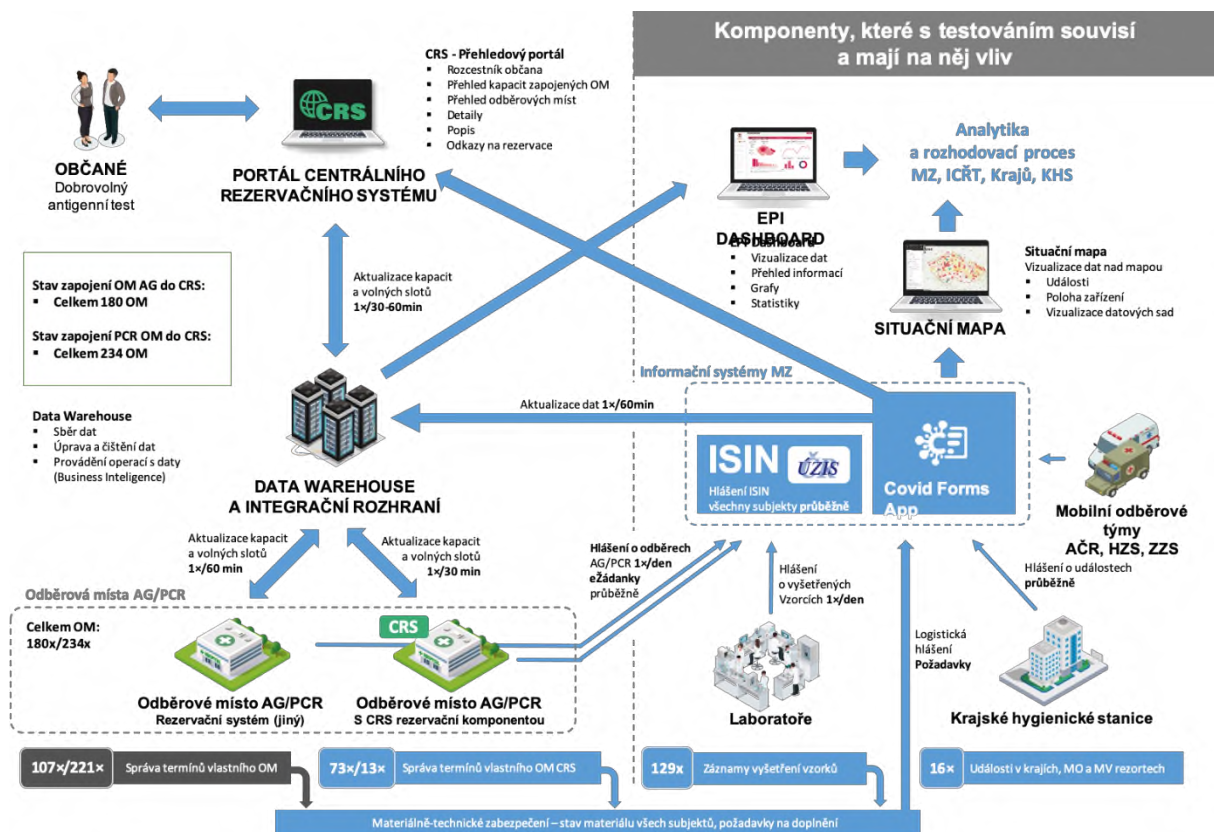 Komponenty, které s testováním souvisí
a mají na něj vliv
CRS - Přehledový portál
▪ Rozcestník občana
▪ Přehled kapacit zapojených OM
▪ Přehled odběrových míst
▪ Detaily
▪ Popis
▪ Odkazy na rezervace
CRS
OBČANÉ
Dobrovolný
antigenní test
PORTÁL CENTRÁLNÍHO
REZERVAČNÍHO SYSTÉMU
Analytika
a rozhodovací proces
MZ, ICŘT, Krajů, KHS
EPI
DASHBOARD
EPI Dashboard
▪ Vizualizace dat
▪ Přehled informací
▪ Grafy
▪ Statistiky
Situační mapa
Vizualizace dat nad mapou
▪ Události
▪ Poloha zařízení
▪ Vizualizace datových sad
SITUAČNÍ MAPA
Stav zapojení OM AG do CRS:
▪ Celkem 180 OM
Stav zapojení PCR OM do CRS:
▪ Celkem 234 OM
Aktualizace kapacit
a volných slotů
1×/30-60min
Informační systémy MZ
Aktualizace dat 1×/60min
Data Warehouse
▪ Sběr dat
▪ Úprava a čištění dat
▪ Provádění operací s daty
(Business Inteligence)
DATA WAREHOUSE
A INTEGRAČNÍ ROZHRANÍ
ISIN
ÚZIS
Hlášení ISIN
všechny subjekty průběžně
Covid Forms
App
Mobilní odběrové
týmy
AČR, HZS, ZZS
Aktualizace kapacit
a volných slotů
1×/60 min
Aktualizace kapacit
a volných slotů
1×/30 min
Hlášení o odběrech
AG/PCR 1×/den
eŽádanky
průběžně
Hlášení
o vyšetřených
Vzorcích 1×/den
Hlášení o událostech
průběžně
Odběrová místa AG/PCR
Celkem OM:
180x/234x
CRS
Odběrové místo AG/PCR
Rezervační systém (jiný)
Odběrové místo AG/PCR
S CRS rezervační komponentou
Laboratoře
Logistická
hlášení
Požadavky
Krajské hygienické stanice
107×/221×
Správa termínů vlastního OM
73×/13×
Správa termínů vlastního OM CRS
129x
Záznamy vyšetření vzorků
16×
Události v krajích, MO a MV rezortech
Materiálně-technické zabezpečení – stav materiálu všech subjektů, požadavky na doplnění